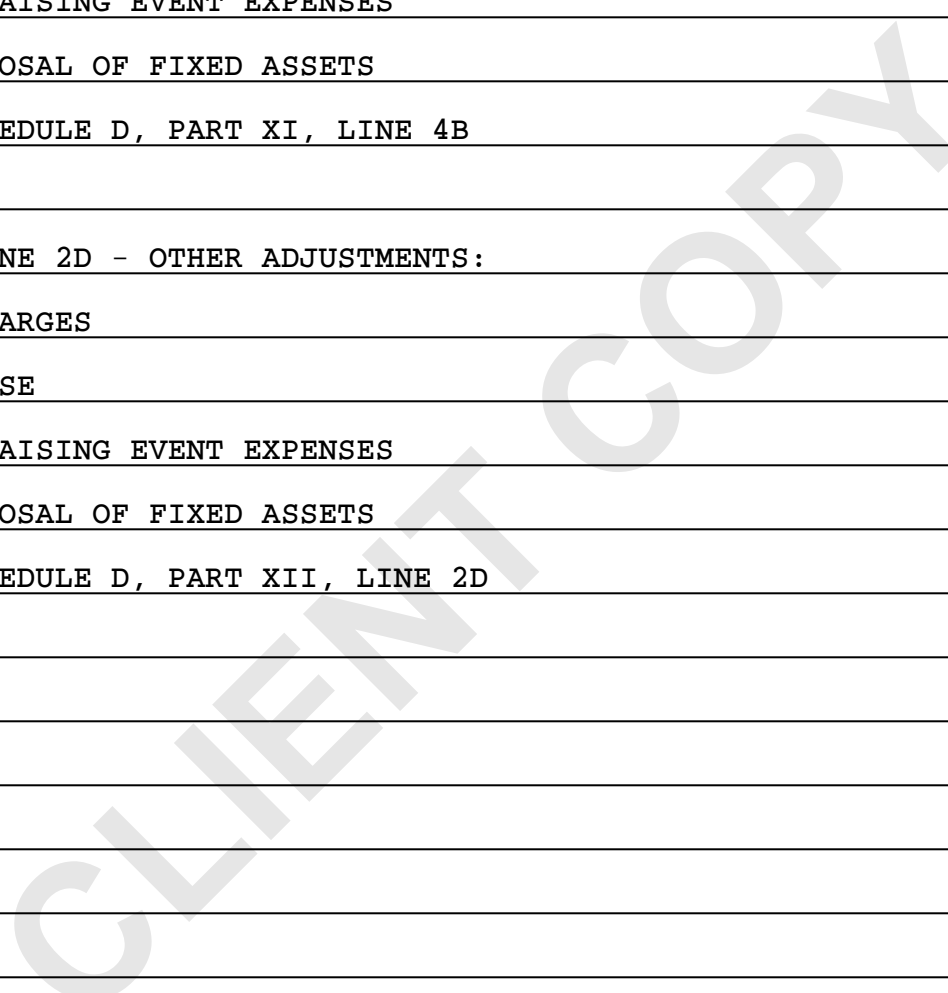 AISING EVENT EXPENSES
OSAL OF FIXED ASSETS
EDULE D, PART XI, LINE 4B
NE 2D - OTHER ADJUSTMENTS:
ARGES
SE
AISING EVENT EXPENSES
OSAL OF FIXED ASSETS
EDULE D, PART XII, LINE 2D
CLIENT COPY